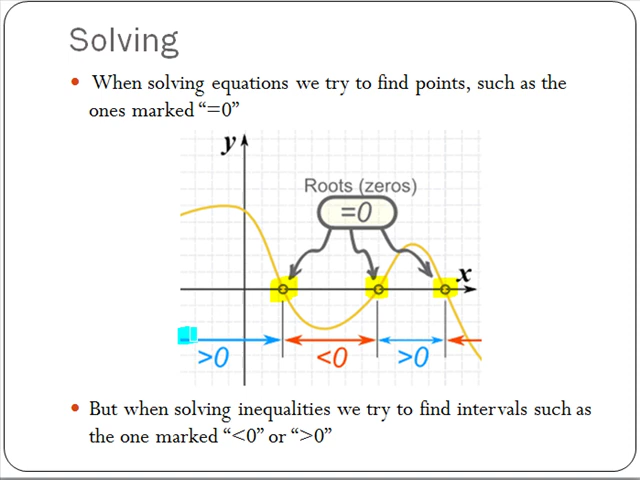 Solving
• When solving equations we try to find points, such as the
ones marked “=0”
y
Roots (zeros)
=0
x
>0 <0 >0
• But when solving inequalities we try to find intervals such as
the one marked “<0” or “>0”